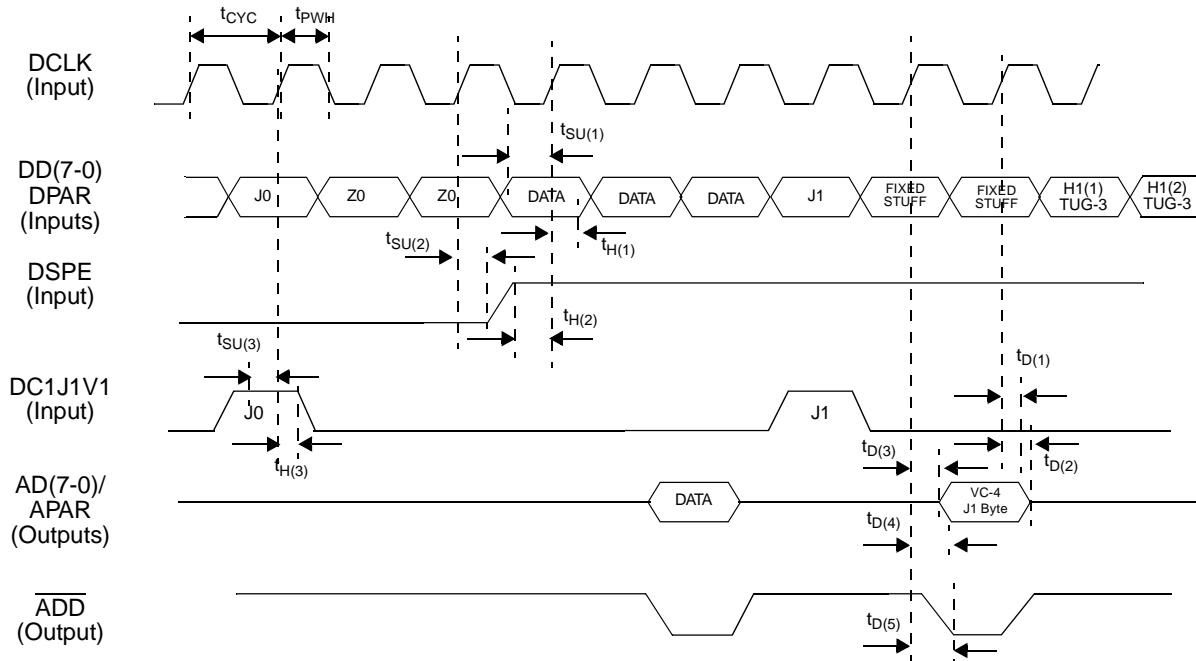 tCYC tPWH
DCLK
(Input)
tSU(1)
DD(7-0)
DPAR
(Inputs)
J0 Z0 Z0 DATA DATA DATA J1 FIXED STUFF FIXED STUFF H1(1) TUG-3 H1(2) TUG-3
tSU(2)
tH(1)
DSPE
(Input)
tH(2)
tSU(3)
tD(1)
DC1J1V1
(Input)
J0 J1
tH(3)
tD(3)
tD(2)
AD(7-0)/
APAR
(Outputs)
DATA
VC-4
J1 Byte
tD(4)
ADD
(Output)
tD(5)